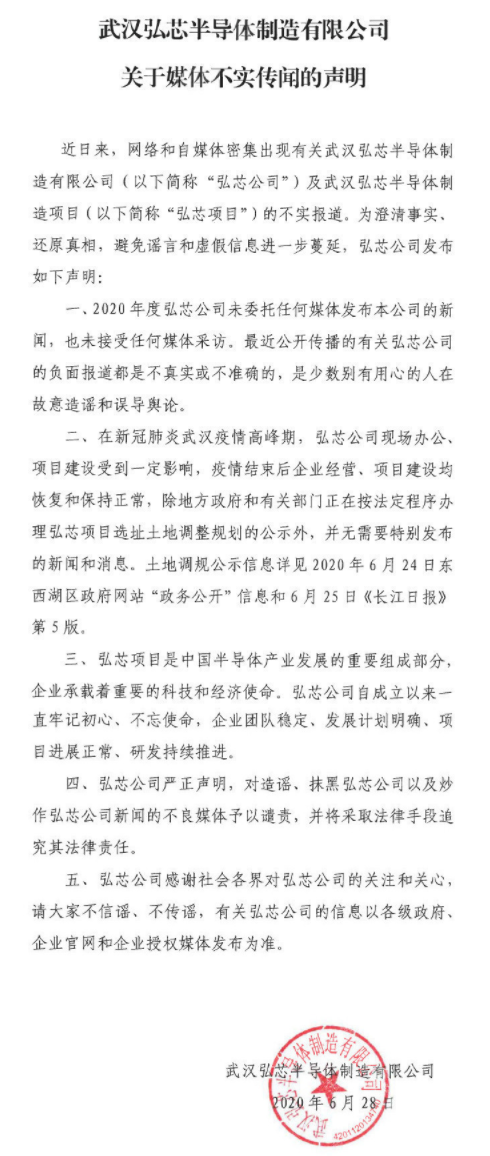 武汉弘芯半导体制造有限公司
关于媒体不实传闻的声明
近日来，网络和自媒体密集出现有关武汉弘芯半导体制
造有限公司（以下简称“弘芯公司”）及武汉弘芯半导体制
造项目（以下简称“弘芯项目”）的不实报道。为澄清事实、
还原真相，避免谣言和虚假信息进一步蔓延，弘芯公司发布
如下声明：
一、2020 年度弘芯公司未委托任何媒体发布本公司的新
闻，也未接受任何媒体采访。最近公开传播的有关弘芯公司
的负面报道都是不真实或不准确的，是少数别有用心的人在
故意造谣和误导舆论。
二、在新冠肺炎武汉疫情高峰期，弘芯公司现场办公、
项目建设受到一定影响，疫情结束后企业经营、项目建设均
恢复和保持正常，除地方政府和有关部门正在按法定程序办
理弘芯项目选址土地调整规划的公示外，并无需要特别发布
的新闻和消息。土地调规公示信息详见 2020 年 6 月 24 日东
西湖区政府网站“政务公开”信息和 6 月 25 日《长江日报》
第 5 版。
三、弘芯项目是中国半导体产业发展的重要组成部分，
企业承载着重要的科技和经济使命。弘芯公司自成立以来一
直牢记初心、不忘使命，企业团队稳定、发展计划明确、项
目进展正常、研发持续推进。
四、弘芯公司严正声明，对造谣、抹黑弘芯公司以及炒
作弘芯公司新闻的不良媒体予以谴责，并将采取法律手段追
究其法律责任。
五、弘芯公司感谢社会各界对弘芯公司的关注和关心，
请大家不信谣、不传谣，有关弘芯公司的信息以各级政府、
企业官网和企业授权媒体发布为准。
武汉弘芯半导体制造有限公司
2020 年 6 月 28 日
武汉弘芯半导体制造有限公司